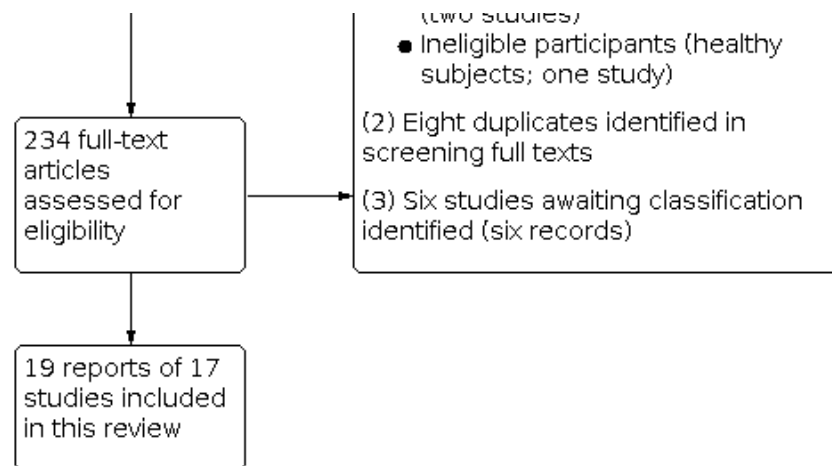 (two studies)
● Ineligible participants (healthy
subjects; one study)
(2) Eight duplicates identified in
screening full texts
(3) Six studies awaiting classification
identified (six records)
234 full-text
articles
assessed for
eligibility
19 reports of 17
studies included
in this review